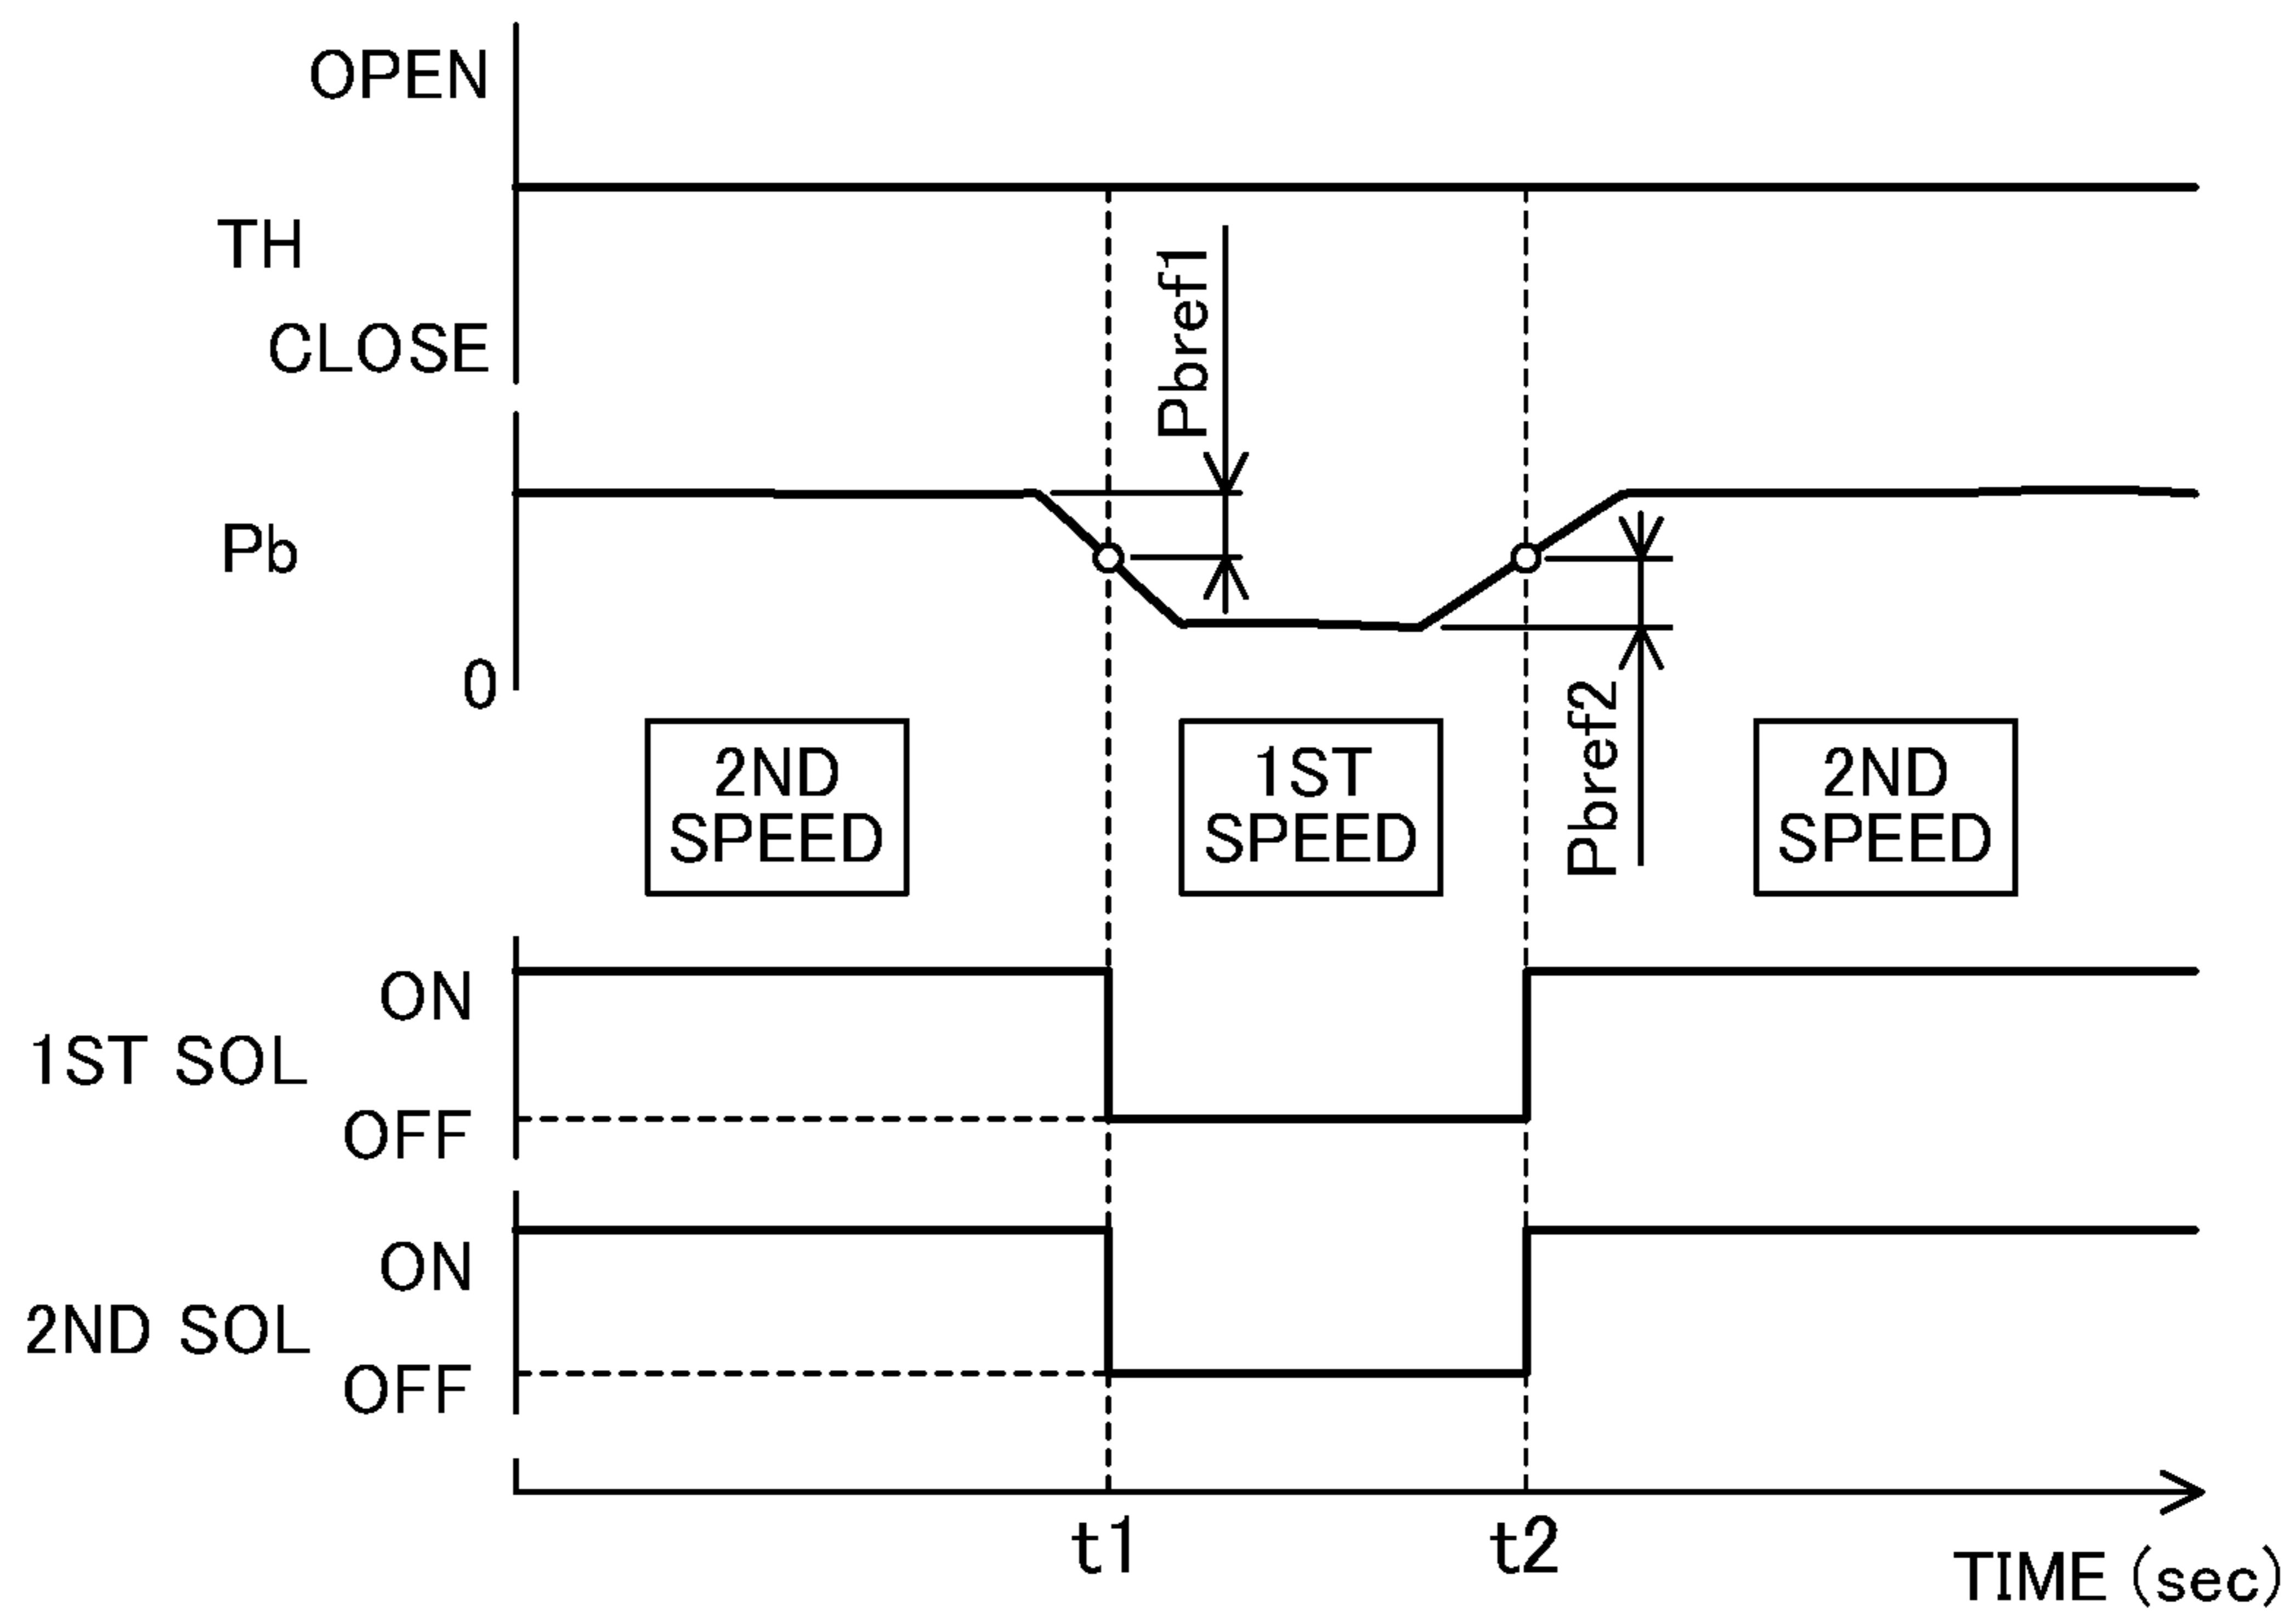 OPEN
TH
CLOSE
Pbref1
Pb
0
Pbref2
2ND
SPEED
1ST
SPEED
2ND
SPEED
ON
1ST SOL
OFF
ON
2ND SOL
OFF
t1
t2
TIME (sec)